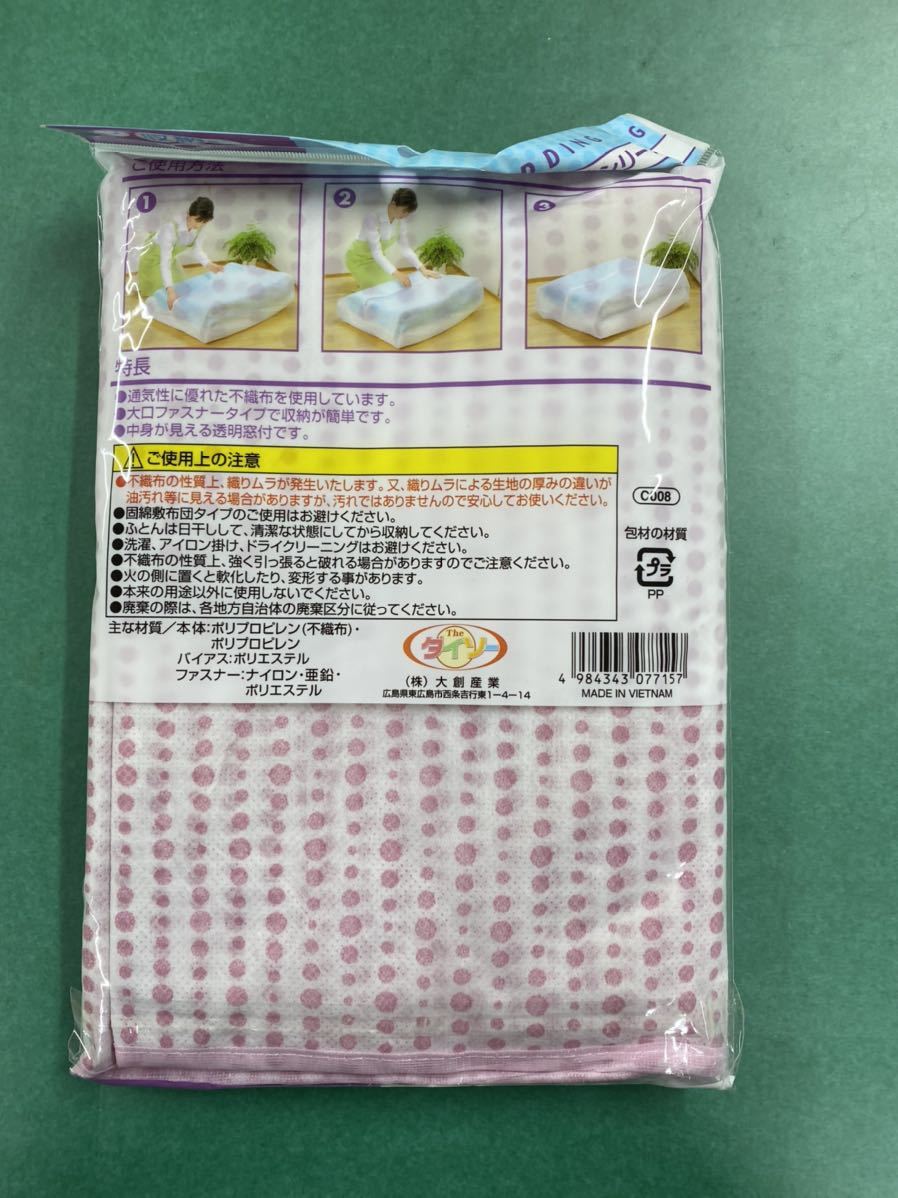 DING
G
ご使用方法
1
2
3
特長
●通気性に優れた不織布を使用しています。
●大口ファスナータイプで収納が簡単です。
●中身が見える透明窓付です。
ご使用上の注意
●不織布の性質上、織りムラが発生いたします。又、織りムラによる生地の厚みの違いが
油汚れ等に見える場合がありますが、汚れではありませんので安心してお使いください。
●固綿敷布団タイプのご使用はお避けください。
●ふとんは日干しして、清潔な状態にしてから収納してください。
●洗濯、アイロン掛け、ドライクリーニングはお避けください。
●不織布の性質上、強く引っ張ると破れる場合がありますのでご注意ください。
●火の側に置くと軟化したり、変形する事があります。
●本来の用途以外に使用しないでください。
●廃棄の際は、各地方自治体の廃棄区分に従ってください。
C008
包材の材質
プラ
PP
主な材質/本体:ポリプロピレン(不織布)・
ポリプロピレン
バイアス:ポリエステル
ファスナー:ナイロン・亜鉛・
ポリエステル
The
ダイソー
(株)大創産業
広島県東広島市西条吉行東1-4-14
4 984343 077157
MADE IN VIETNAM